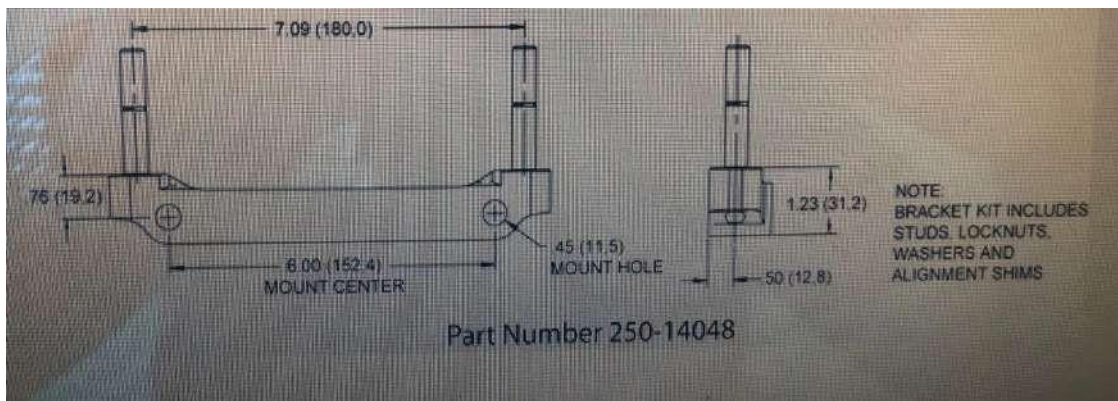 7.09 (180,0)
76 (19.2)
6.00 (152.4)
MOUNT CENTER
.45 (11,5)
MOUNT HOLE
1.23 (31.2)
.50 (12,8)
NOTE:
BRACKET KIT INCLUDES
STUDS, LOCKNUTS,
WASHERS AND
ALIGNMENT SHIMS
Part Number 250-14048